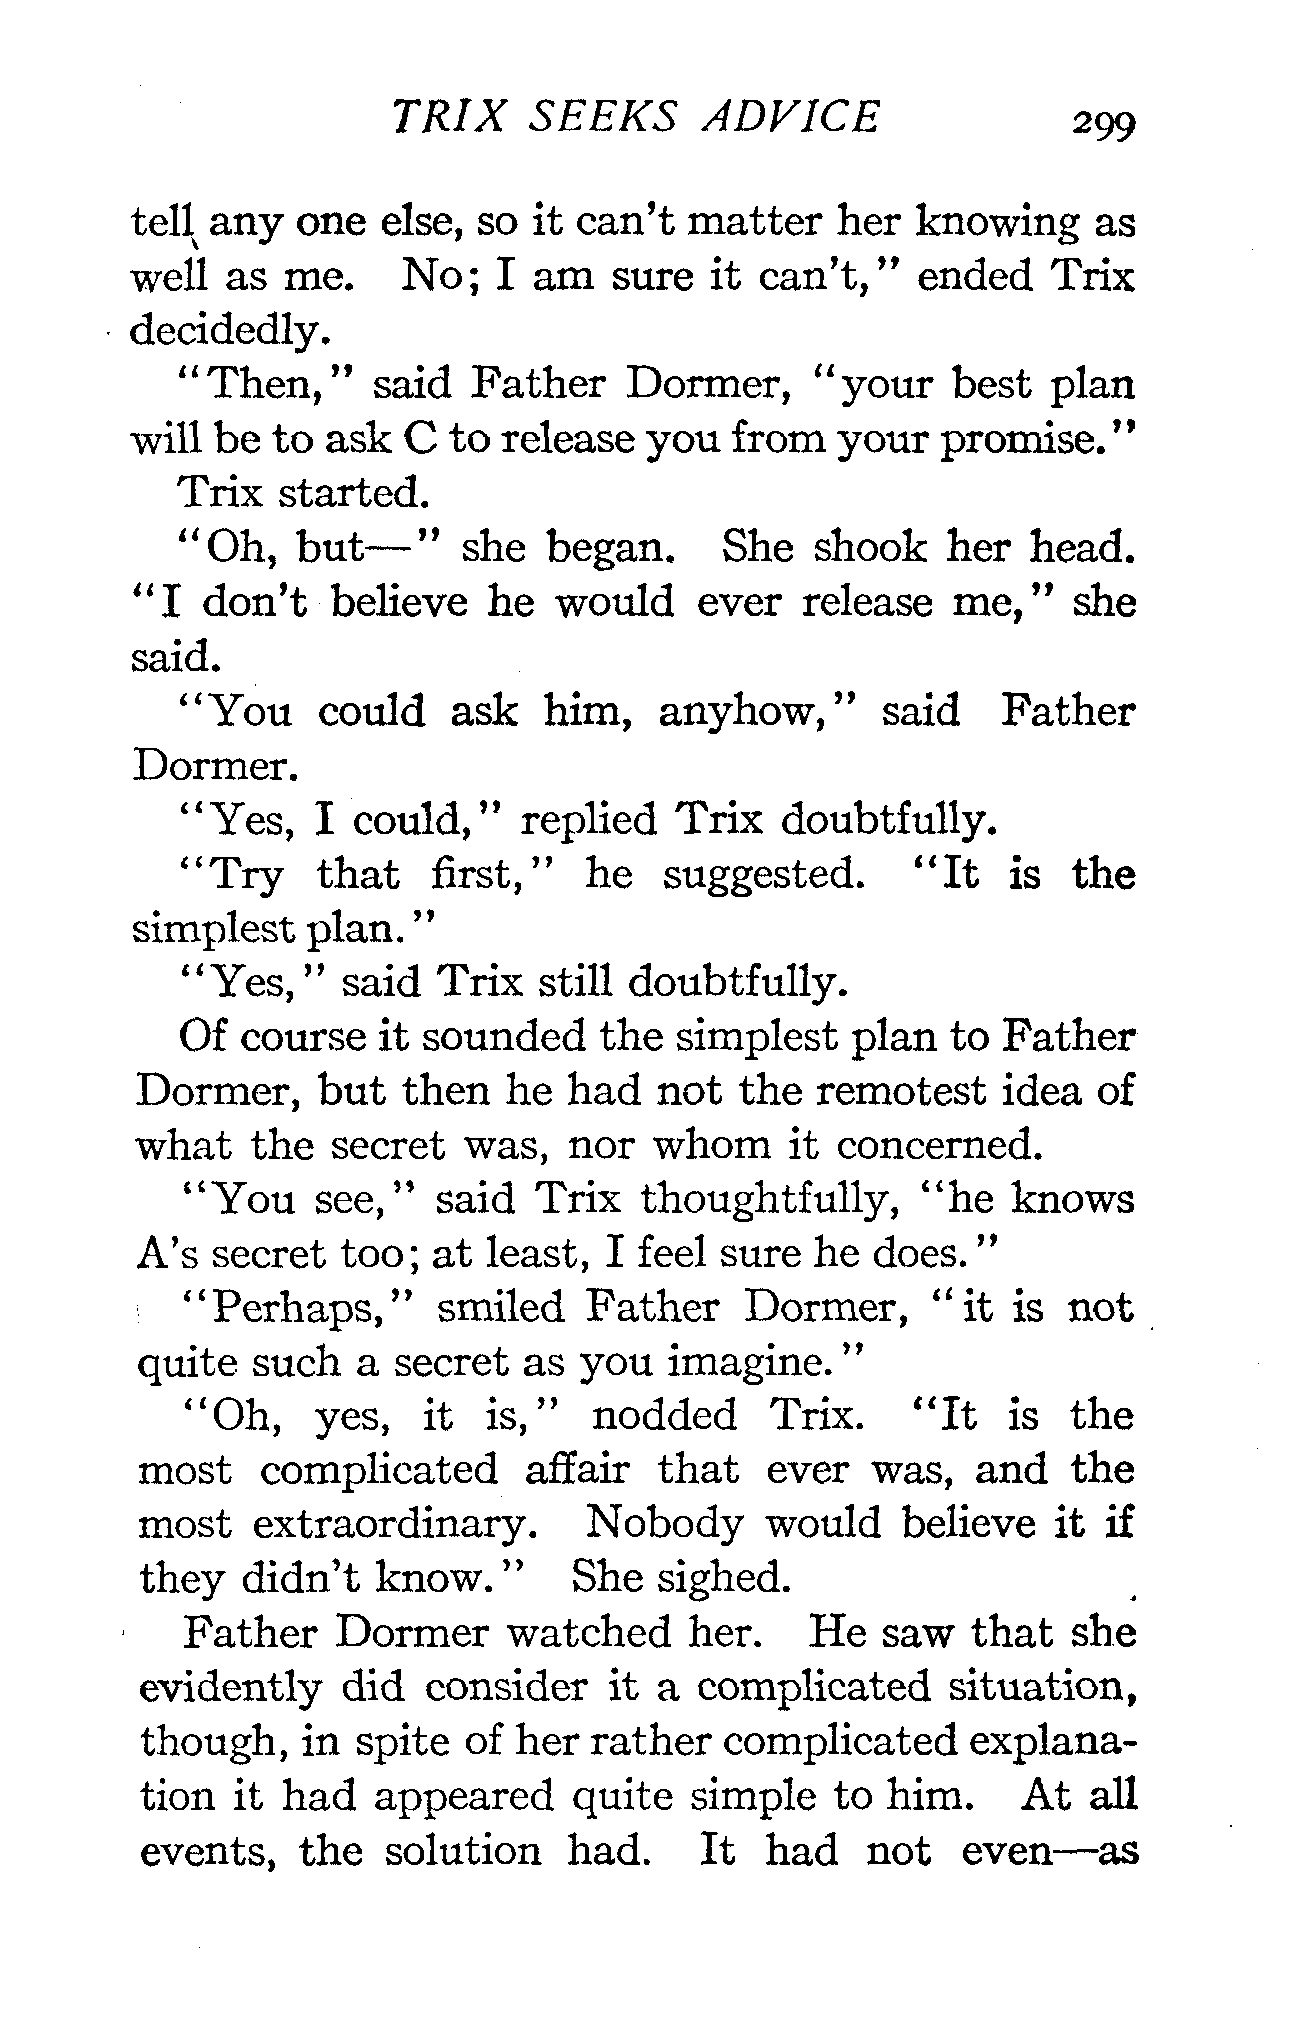 TRIX SEEKS ADVICE 299
tell any one else, so it can't matter her knowing as
well as me. No; I am sure it can't," ended Trix
decidedly.
"Then," said Father Dormer, "your best plan
will be to ask C to release you from your promise."
Trix started.
"Oh, but—" she began. She shook her head.
"I don't believe he would ever release me," she
said.
"You could ask him, anyhow," said Father
Dormer.
"Yes, I could," replied Trix doubtfully.
"Try that first," he suggested. "It is the
simplest plan."
"Yes," said Trix still doubtfully.
Of course it sounded the simplest plan to Father
Dormer, but then he had not the remotest idea of
what the secret was, nor whom it concerned.
"You see," said Trix thoughtfully, "he knows
A's secret too; at least, I feel sure he does."
"Perhaps," smiled Father Dormer, "it is not
quite such a secret as you imagine."
"Oh, yes, it is," nodded Trix. "It is the
most complicated affair that ever was, and the
most extraordinary. Nobody would believe it if
they didn't know." She sighed.
Father Dormer watched her. He saw that she
evidently did consider it a complicated situation,
though, in spite of her rather complicated explana-
tion it had appeared quite simple to him. At all
events, the solution had. It had not even—as